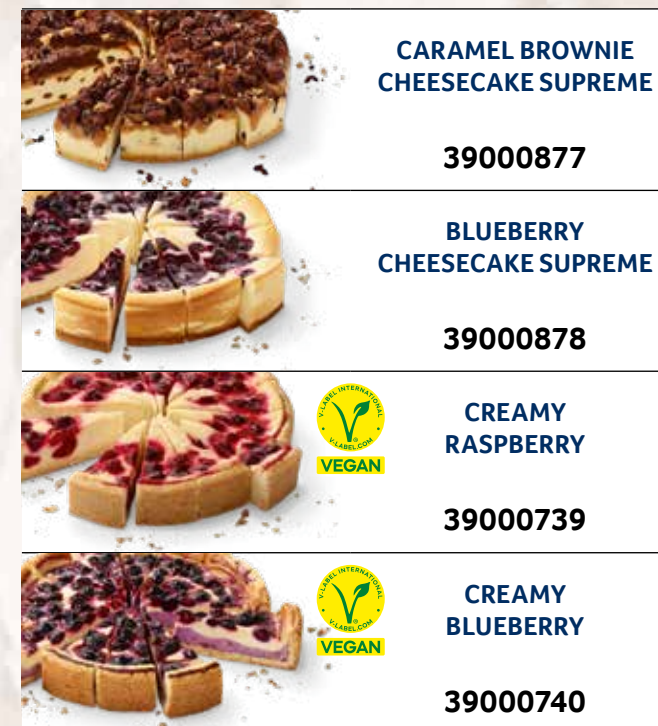 CARAMEL BROWNIE
CHEESECAKE SUPREME
39000877
BLUEBERRY
CHEESECAKE SUPREME
39000878
V-LABEL INTERNATIONAL
V-LABEL.COM
VEGAN
CREAMY
RASPBERRY
39000739
V-LABEL INTERNATIONAL
V-LABEL.COM
VEGAN
CREAMY
BLUEBERRY
39000740